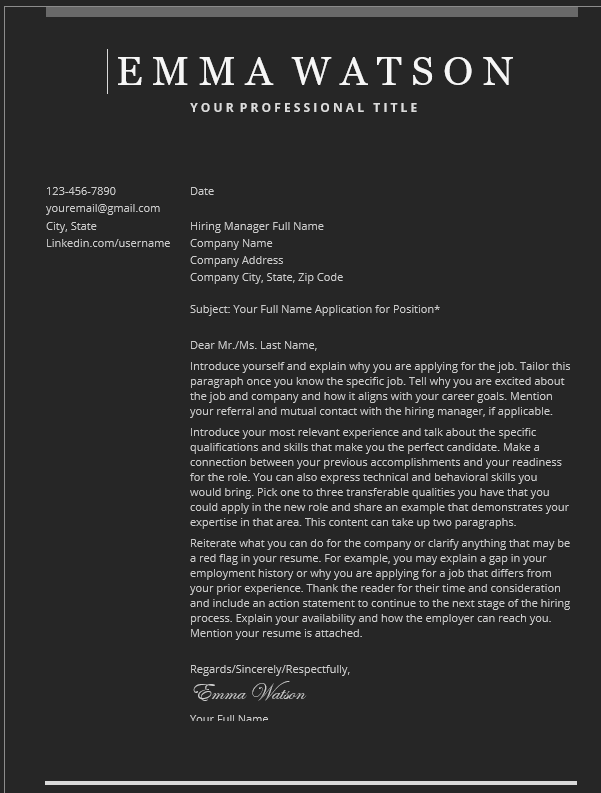 EMMA WATSON
YOUR PROFESSIONAL TITLE
123-456-7890
youremail@gmail.com
City, State
Linkedin.com/username
Date
Hiring Manager Full Name
Company Name
Company Address
Company City, State, Zip Code
Subject: Your Full Name Application for Position*
Dear Mr./Ms. Last Name,
Introduce yourself and explain why you are applying for the job. Tailor this
paragraph once you know the specific job. Tell why you are excited about
the job and company and how it aligns with your career goals. Mention
your referral and mutual contact with the hiring manager, if applicable.
Introduce your most relevant experience and talk about the specific
qualifications and skills that make you the perfect candidate. Make a
connection between your previous accomplishments and your readiness
for the role. You can also express technical and behavioral skills you
would bring. Pick one to three transferable qualities you have that you
could apply in the new role and share an example that demonstrates your
expertise in that area. This content can take up two paragraphs.
Reiterate what you can do for the company or clarify anything that may be
a red flag in your resume. For example, you may explain a gap in your
employment history or why you are applying for a job that differs from
your prior experience. Thank the reader for their time and consideration
and include an action statement to continue to the next stage of the hiring
process. Explain your availability and how the employer can reach you.
Mention your resume is attached.
Regards/Sincerely/Respectfully,
Emma Watson
Your Full Name